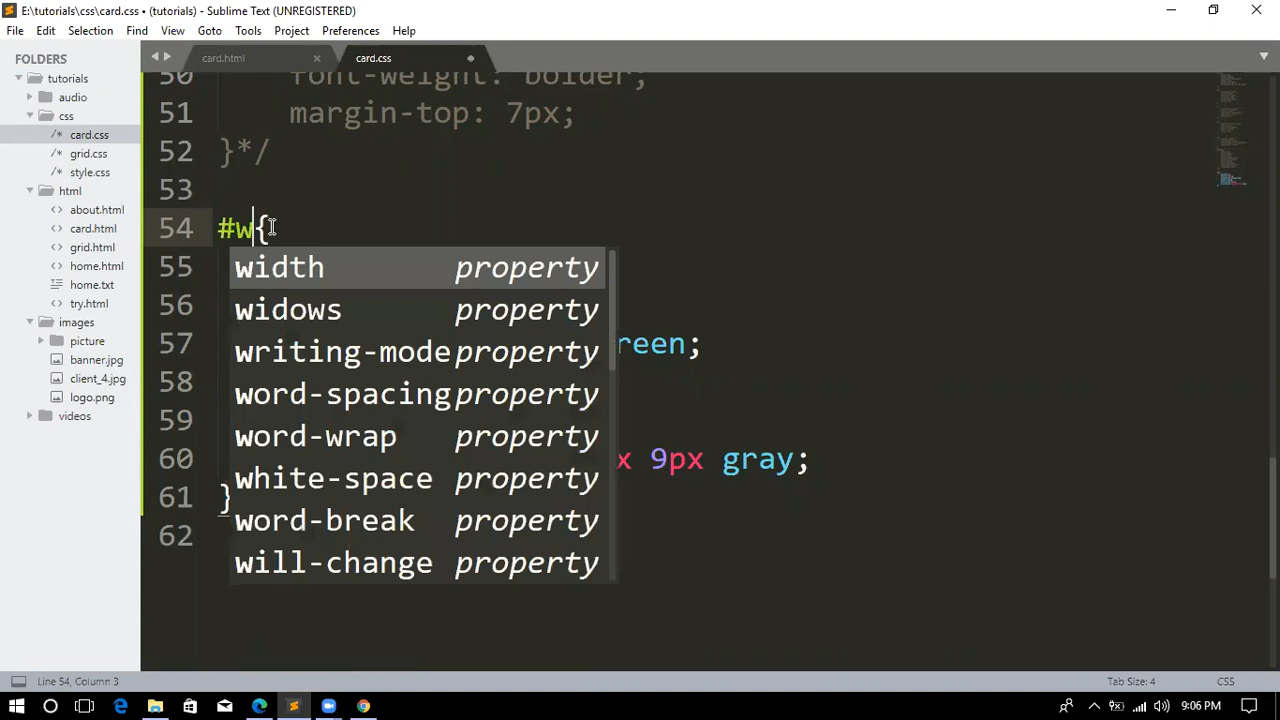 E:\tutorials\css\card.css • (tutorials) - Sublime Text (UNREGISTERED)
File Edit Selection Find View Goto Tools Project Preferences Help
FOLDERS
tutorials
audio
css
/* card.css
/* grid.css
/* style.css
html
about.html
card.html
grid.html
home.html
home.txt
try.html
images
picture
banner.jpg
client_4.jpg
logo.png
videos
card.html × card.css
50 font-weight: bolder;
51 margin-top: 7px;
52 }*/
53
54 #w{
55
56
57 reen;
58
59
60 x 9px gray;
61 }
62
width property
widows property
writing-mode property
word-spacing property
word-wrap property
white-space property
word-break property
will-change property
Line 54, Column 3 Tab Size: 4 CSS
9:06 PM